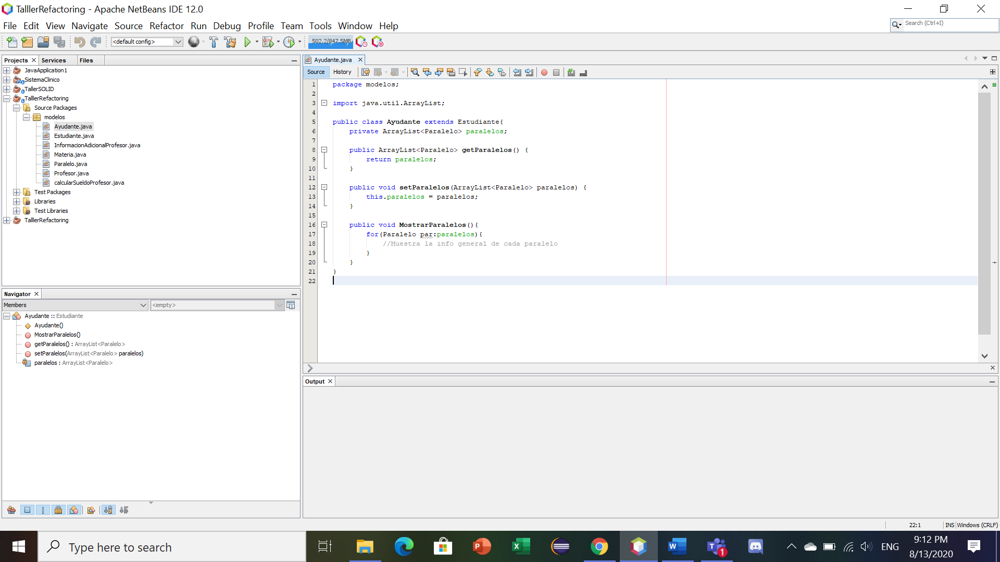 TalllerRefactoring - Apache NetBeans IDE 12.0
File Edit View Navigate Source Refactor Run Debug Profile Team Tools Window Help
Search (Ctrl+I)
<default config>
502,2/847,5MB
Projects Services Files
JavaApplication1
SistemaClinico
TallerSOLID
TalllerRefactoring
Source Packages
modelos
Ayudante.java
Estudiante.java
InformacionAdicionalProfesor.java
Materia.java
Paralelo.java
Profesor.java
calcularSueldoProfesor.java
Test Packages
Libraries
Test Libraries
TalllerRefactoring
Navigator
Members
<empty>
Ayudante :: Estudiante
Ayudante()
MostrarParalelos()
getParalelos() : ArrayList<Paralelo>
setParalelos(ArrayList<Paralelo> paralelos)
paralelos : ArrayList<Paralelo>
Ayudante.java
Source History
1 package modelos;
2
3 import java.util.ArrayList;
4
5 public class Ayudante extends Estudiante{
6 private ArrayList<Paralelo> paralelos;
7
8 public ArrayList<Paralelo> getParalelos() {
9 return paralelos;
10 }
11
12 public void setParalelos(ArrayList<Paralelo> paralelos) {
13 this.paralelos = paralelos;
14 }
15
16 public void MostrarParalelos(){
17 for(Paralelo par:paralelos){
18 //Muestra la info general de cada paralelo
19 }
20 }
21 }
22
Output
22:1 INS Windows (CRLF)
Type here to search
1
ENG
9:12 PM
8/13/2020